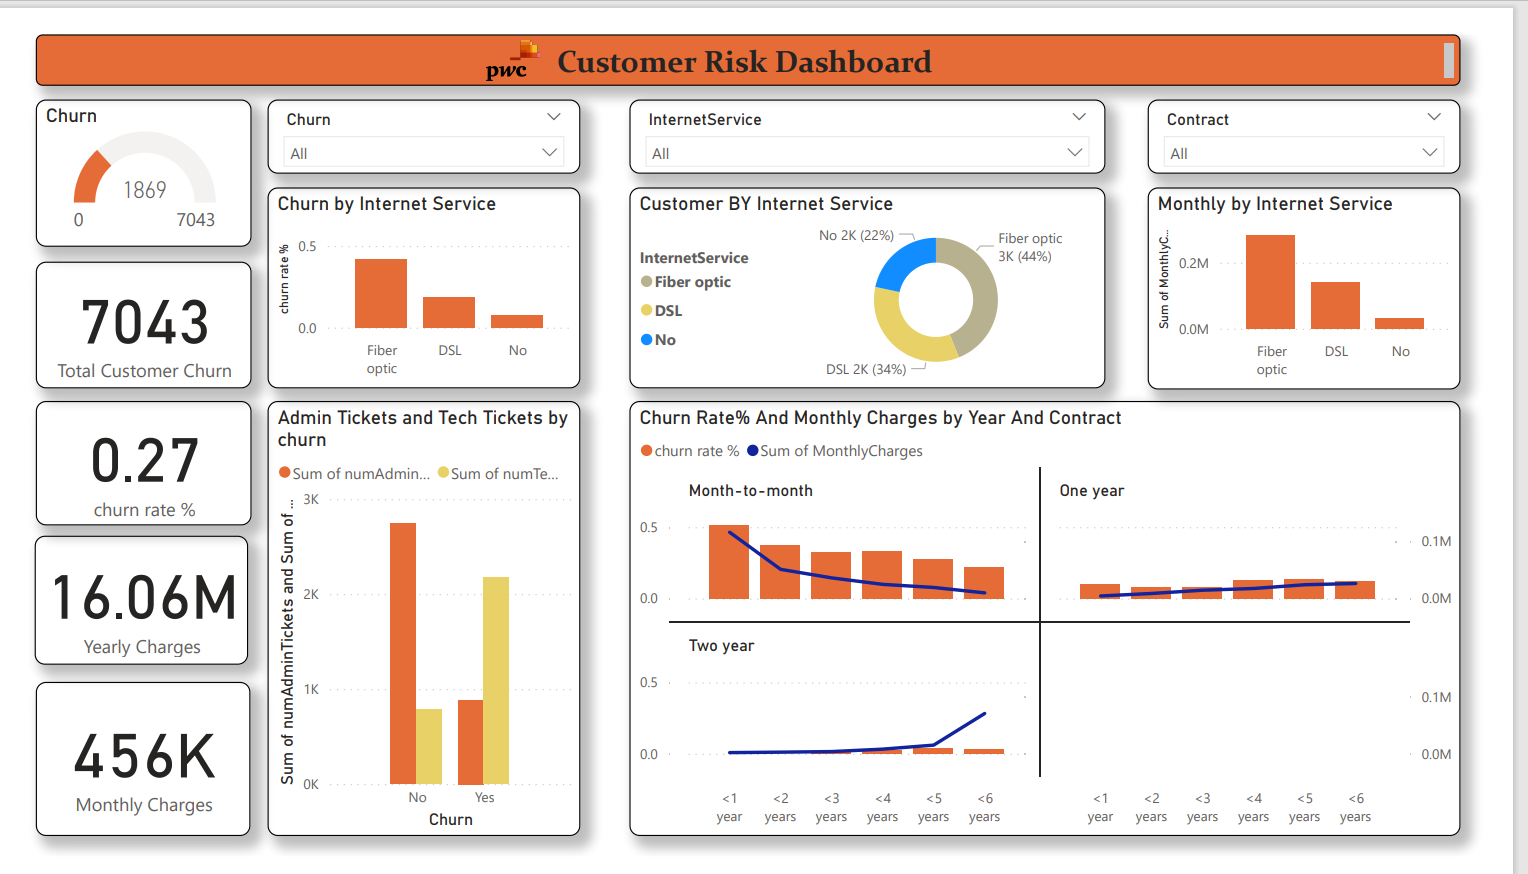 pwc
Customer Risk Dashboard
Churn
1869
0
7043
Churn
All
InternetService
All
Contract
All
7043
Total Customer Churn
0.27
churn rate %
16.06M
Yearly Charges
456K
Monthly Charges
Churn by Internet Service
churn rate %
0.5
0.0
Fiber
optic
DSL
No
Customer BY Internet Service
InternetService
Fiber optic
DSL
No
No 2K (22%)
Fiber optic
3K (44%)
DSL 2K (34%)
Monthly by Internet Service
Sum of MonthlyC...
0.2M
0.0M
Fiber
optic
DSL
No
Admin Tickets and Tech Tickets by
churn
Sum of numAdmin...
Sum of numTe...
Sum of numAdminTickets and Sum of ...
3K
2K
1K
0K
No
Yes
Churn
Churn Rate% And Monthly Charges by Year And Contract
churn rate %
Sum of MonthlyCharges
Month-to-month
One year
0.5
0.0
0.1M
0.0M
Two year
0.5
0.0
0.1M
0.0M
<1
year
<2
years
<3
years
<4
years
<5
years
<6
years
<1
year
<2
years
<3
years
<4
years
<5
years
<6
years